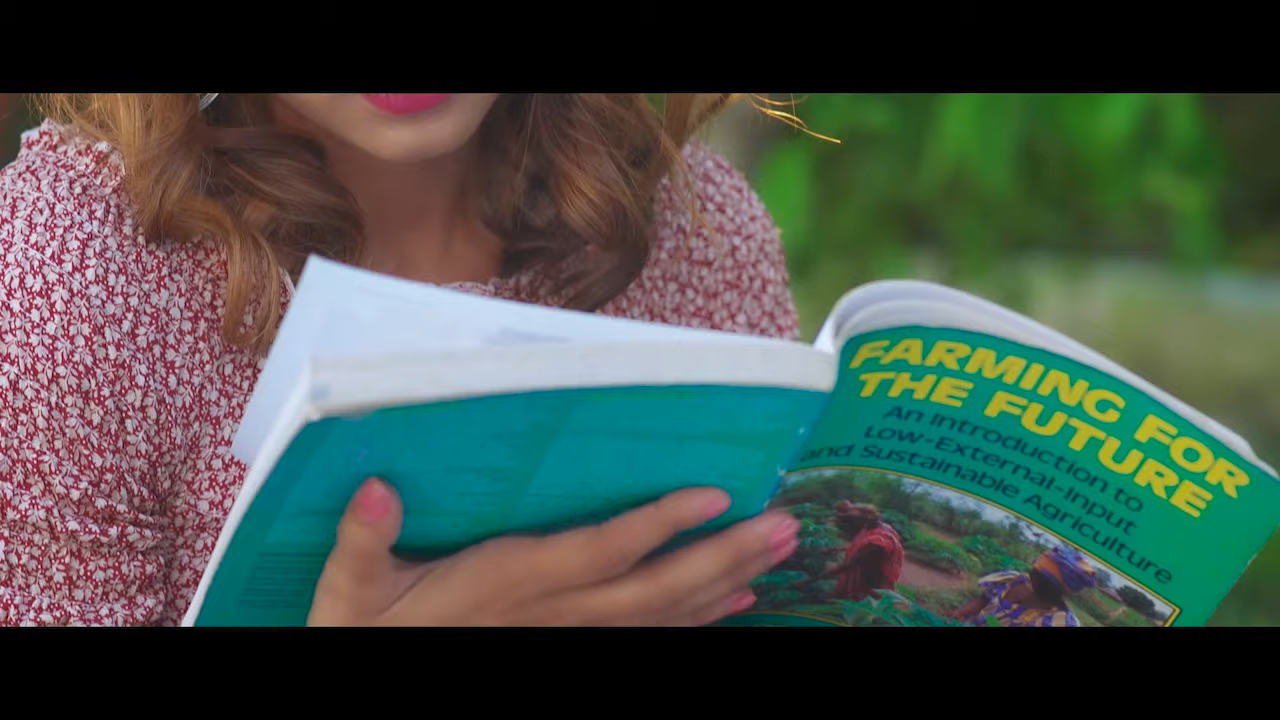 FARMING FOR
THE FUTURE
An Introduction to
Low-External-Input
and Sustainable Agriculture